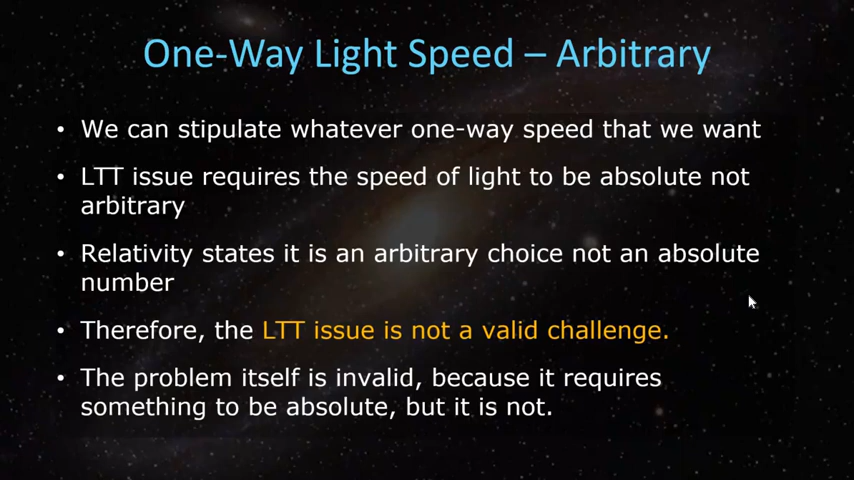 One-Way Light Speed – Arbitrary
• We can stipulate whatever one-way speed that we want
• LTT issue requires the speed of light to be absolute not
arbitrary
• Relativity states it is an arbitrary choice not an absolute
number
• Therefore, the LTT issue is not a valid challenge.
• The problem itself is invalid, because it requires
something to be absolute, but it is not.